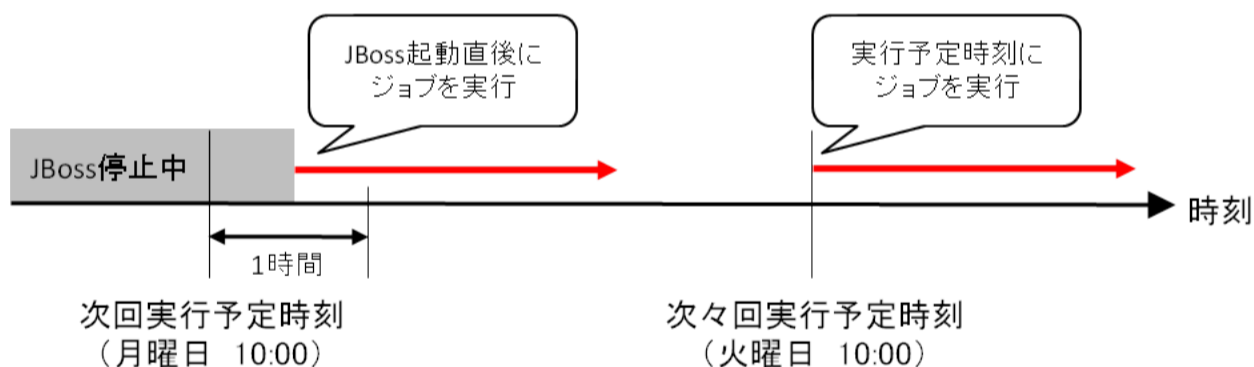 JBoss起動直後に
ジョブを実行
実行予定時刻に
ジョブを実行
JBoss停止中
時刻
1時間
次回実行予定時刻
（月曜日 10:00）
次々回実行予定時刻
（火曜日 10:00）